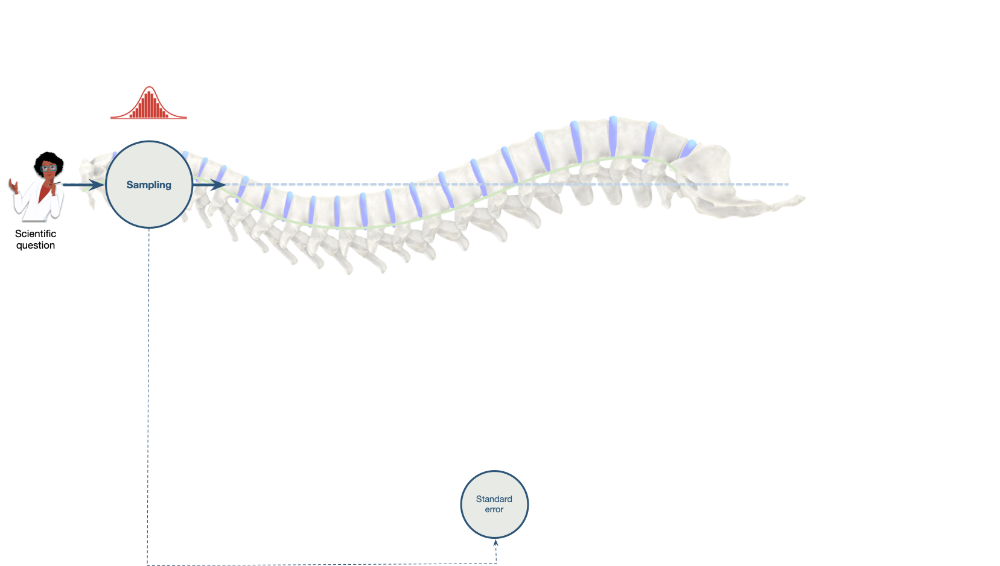 Sampling
Scientific
question
Standard
error